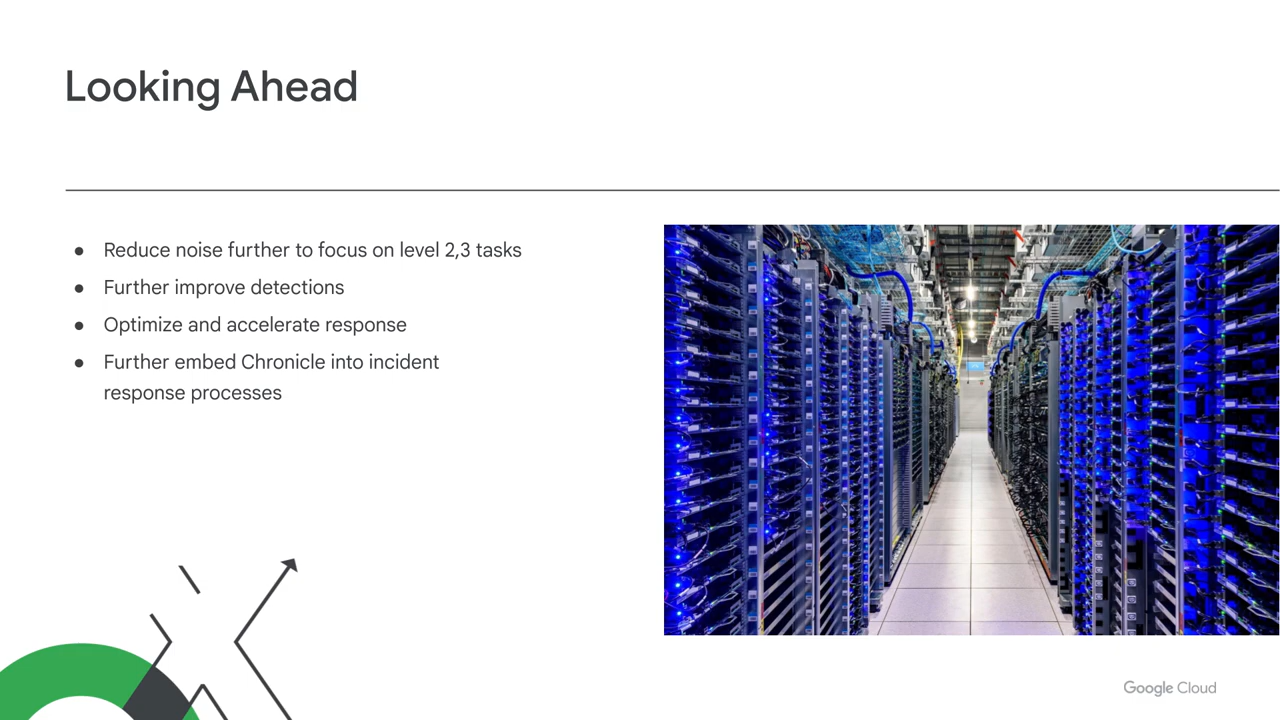 Looking Ahead
● Reduce noise further to focus on level 2,3 tasks
● Further improve detections
● Optimize and accelerate response
● Further embed Chronicle into incident
response processes
Google Cloud